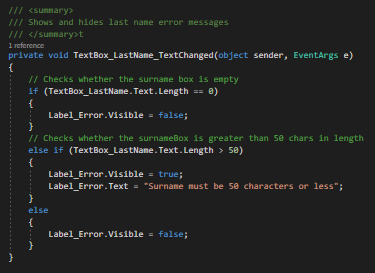 /// <summary>
/// Shows and hides last name error messages
/// </summary>t
1 reference
private void TextBox_LastName_TextChanged(object sender, EventArgs e)
{
// Checks whether the surname box is empty
if (TextBox_LastName.Text.Length == 0)
{
Label_Error.Visible = false;
}
// Checks whether the surnameBox is greater than 50 chars in length
else if (TextBox_LastName.Text.Length > 50)
{
Label_Error.Visible = true;
Label_Error.Text = "Surname must be 50 characters or less";
}
else
{
Label_Error.Visible = false;
}
}